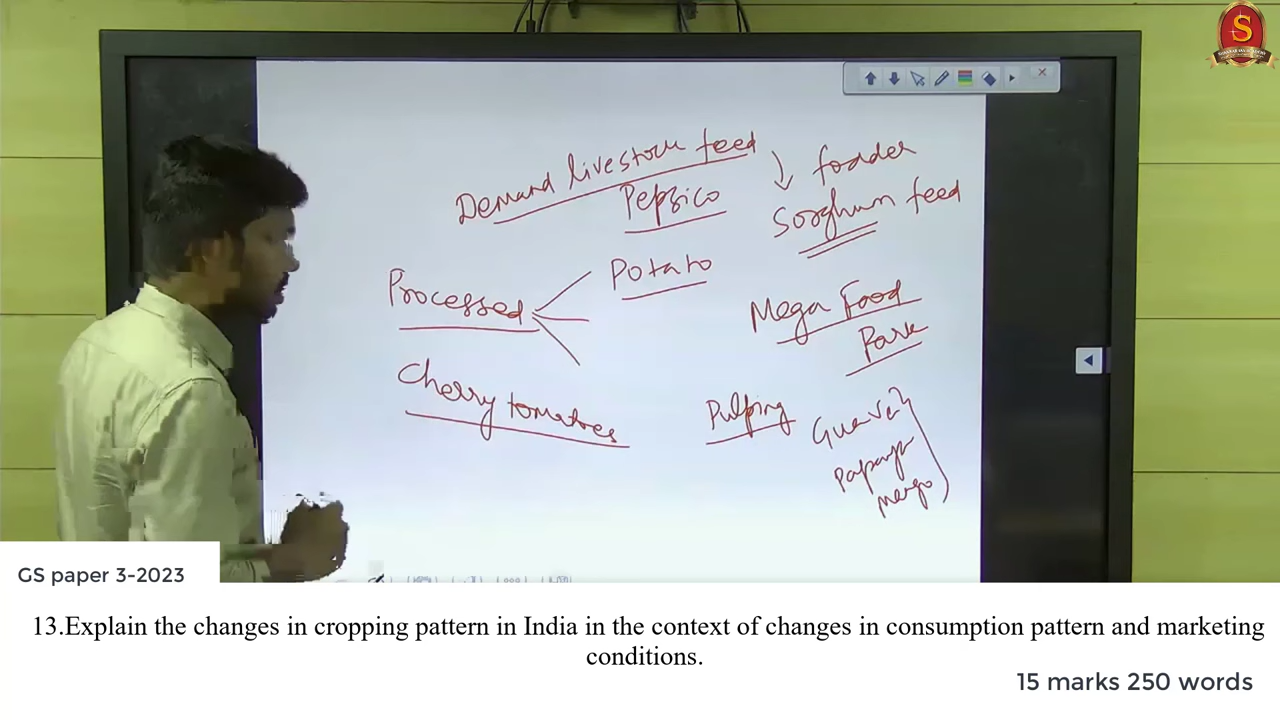 S
Demand livestock feed
fodder
Pepsico
Sorghum feed
Processed
Potato
Mega Food
Park
Cherry tomatoes
Pulping
Guava
Papaya
mango
GS paper 3-2023
13.Explain the changes in cropping pattern in India in the context of changes in consumption pattern and marketing
conditions.
15 marks 250 words